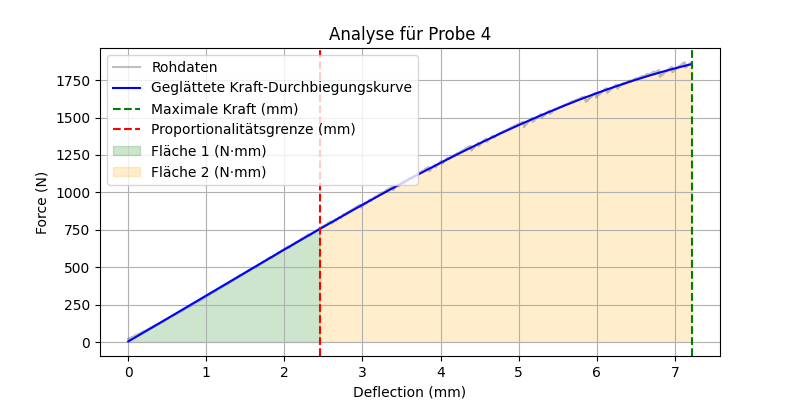 Analyse für Probe 4
Rohdaten
Geglättete Kraft-Durchbiegungskurve
Maximale Kraft (mm)
Proportionalitätsgrenze (mm)
Fläche 1 (N·mm)
Fläche 2 (N·mm)
Force (N)
1750
1500
1250
1000
750
500
250
0
0 1 2 3 4 5 6 7
Deflection (mm)